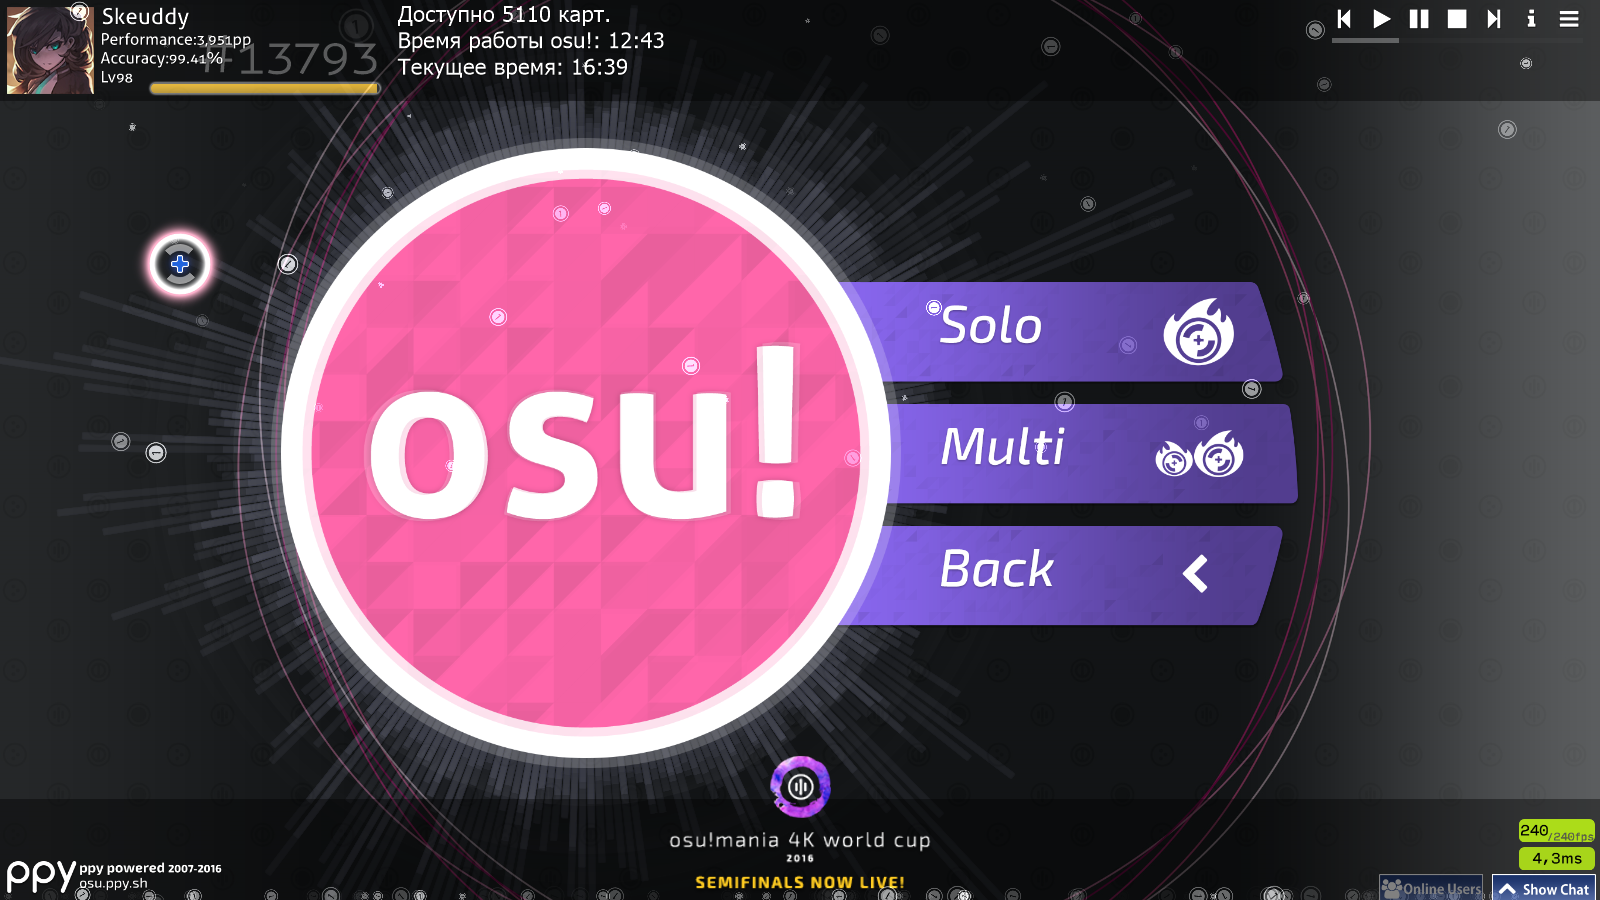 Skeuddy
Performance:3,951pp
Accuracy:99.41%
Lv98
#13793
Доступно 5110 карт.
Время работы osu!: 12:43
Текущее время: 16:39
osu!
Solo
Multi
Back
osu!mania 4K world cup
2016
SEMIFINALS NOW LIVE!
ppy ppy powered 2007-2016
osu.ppy.sh
240/240fps
4,3ms
Online Users
Show Chat